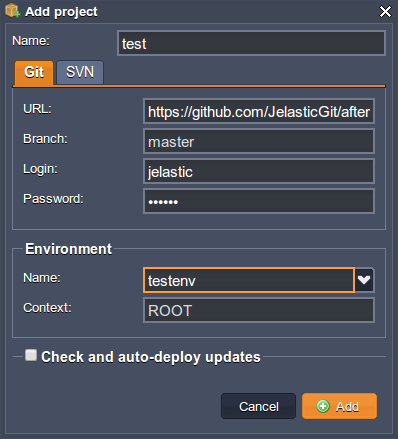 Add project
Name: test
Git SVN
URL: https://github.com/JelasticGit/after
Branch: master
Login: jelastic
Password: ••••••
Environment
Name: testenv
Context: ROOT
Check and auto-deploy updates
Cancel Add